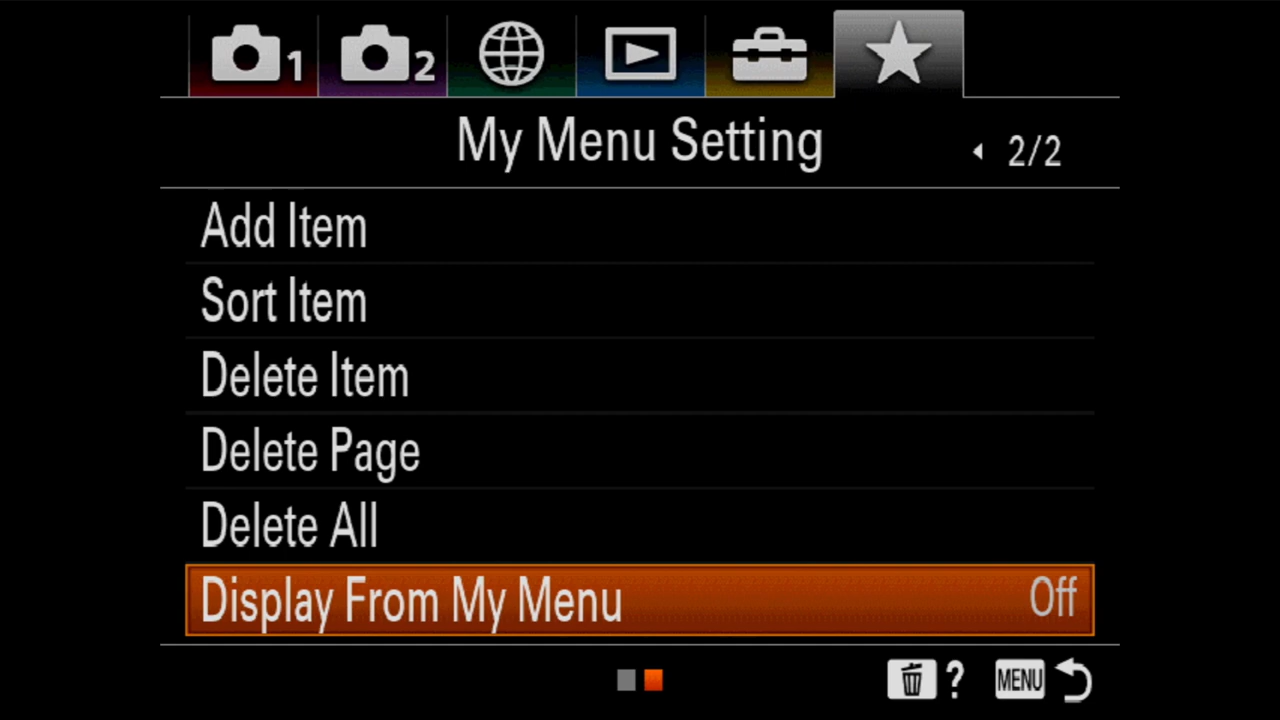 1 2
My Menu Setting
2/2
Add Item
Sort Item
Delete Item
Delete Page
Delete All
Display From My Menu Off
? MENU